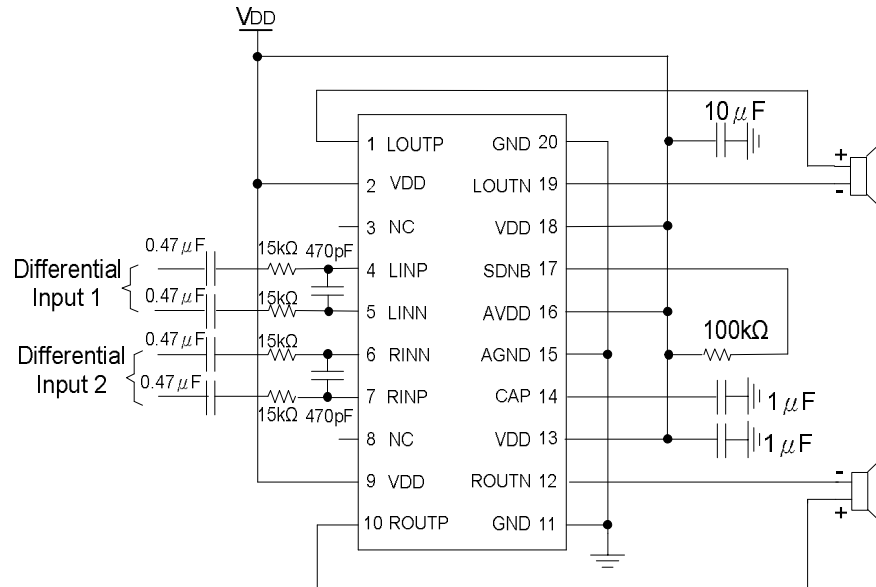 VDD
10μF
+
-
1 LOUTP
GND 20
2 VDD
LOUTN 19
3 NC
VDD 18
0.47μF
15kΩ
470pF
4 LINP
SDNB 17
Differential
Input 1
0.47μF
15kΩ
5 LINN
AVDD 16
100kΩ
0.47μF
15kΩ
6 RINN
AGND 15
Differential
Input 2
0.47μF
15kΩ
470pF
7 RINP
CAP 14
1μF
8 NC
VDD 13
1μF
9 VDD
ROUTN 12
-
+
10 ROUTP
GND 11